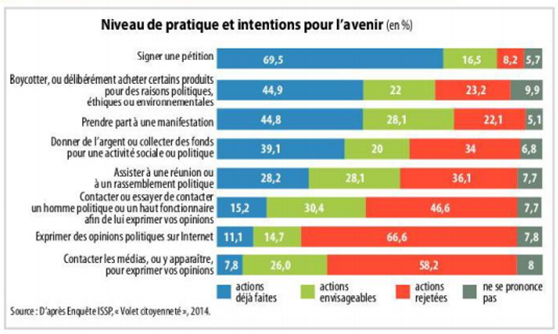 Niveau de pratique et intentions pour l'avenir (en %)
Signer une pétition
69,5 16,5 8,2 5,7
Boycotter, ou délibérément acheter certains produits
pour des raisons politiques,
éthiques ou environnementales
44,9 22 23,2 9,9
Prendre part à une manifestation
44,8 28,1 22,1 5,1
Donner de l'argent ou collecter des fonds
pour une activité sociale ou politique
39,1 20 34 6,8
Assister à une réunion ou
à un rassemblement politique
28,2 28,1 36,1 7,7
Contacter ou essayer de contacter
un homme politique ou un haut fonctionnaire
afin de lui exprimer vos opinions
15,2 30,4 46,6 7,7
Exprimer des opinions politiques sur Internet
11,1 14,7 66,6 7,8
Contacter les médias, ou y apparaître,
pour exprimer vos opinions
7,8 26,0 58,2 8
actions
déjà faites
actions
envisageables
actions
rejetées
ne se prononce
pas
Source : D'après Enquête ISSP, « Volet citoyenneté », 2014.